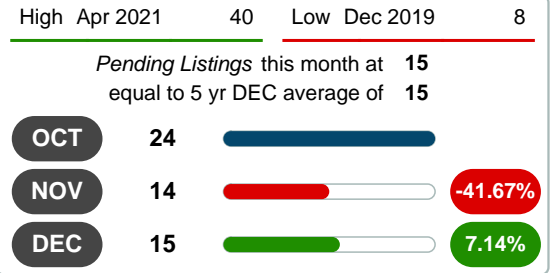 High Apr 2021 40 Low Dec 2019 8
Pending Listings this month at 15
equal to 5 yr DEC average of 15
OCT 24
NOV 14 -41.67%
DEC 15 7.14%